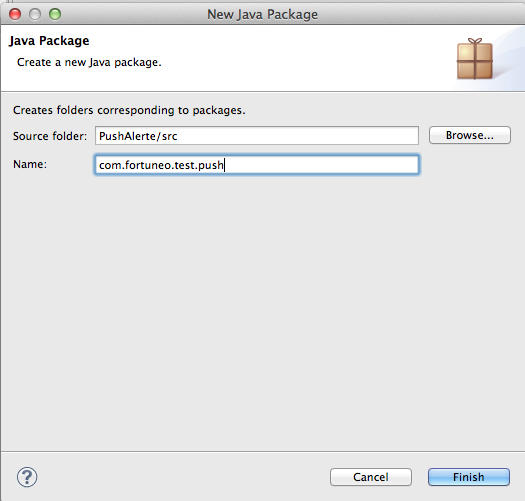 New Java Package
Java Package
Create a new Java package.
Creates folders corresponding to packages.
Source folder: PushAlerte/src Browse...
Name: com.fortuneo.test.push
? Cancel Finish